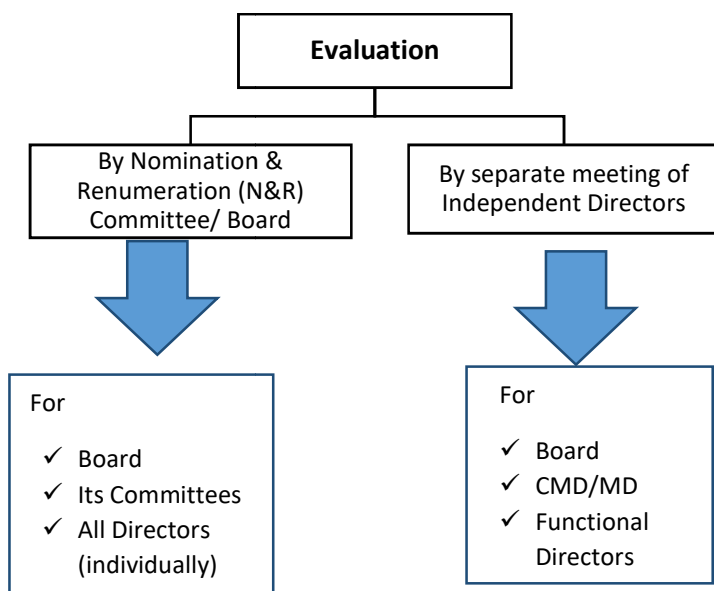 Evaluation
By Nomination &
Renumeration (N&R)
Committee/ Board
By separate meeting of
Independent Directors
For
✓ Board
✓ Its Committees
✓ All Directors
(individually)
For
✓ Board
✓ CMD/MD
✓ Functional
Directors